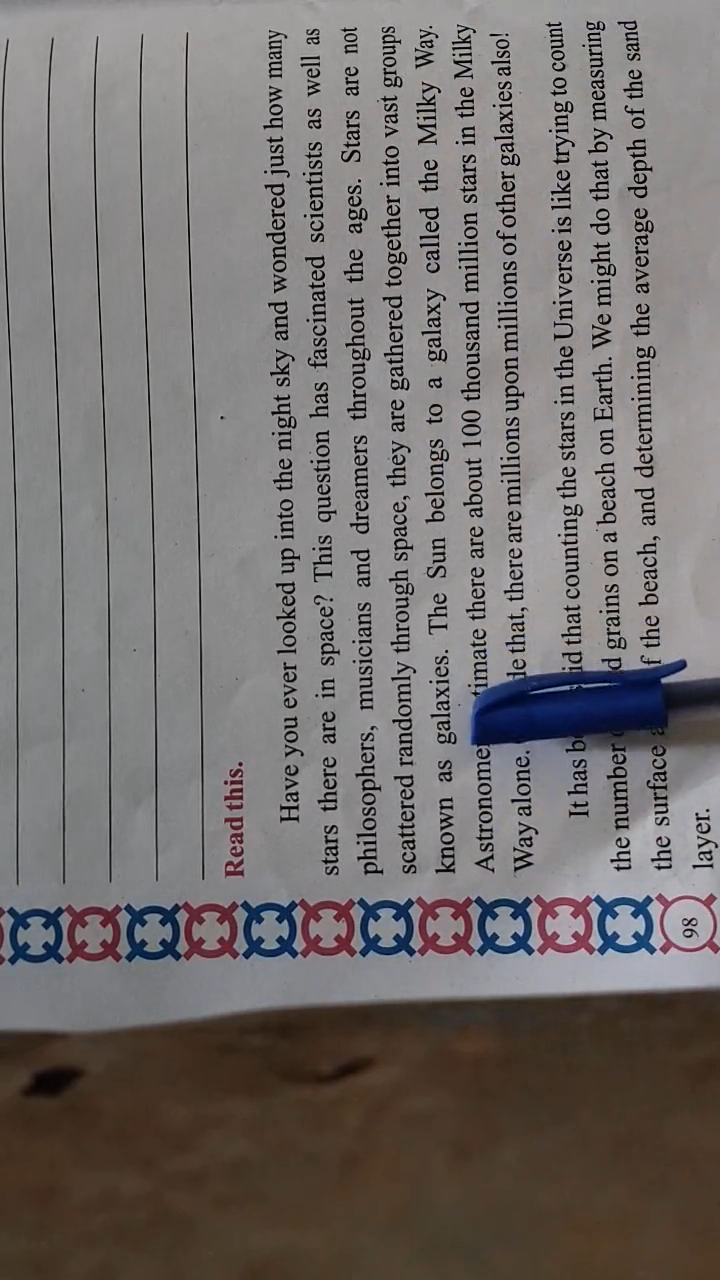 Read this.
Have you ever looked up into the night sky and wondered just how many
stars there are in space? This question has fascinated scientists as well as
philosophers, musicians and dreamers throughout the ages. Stars are not
scattered randomly through space, they are gathered together into vast groups
known as galaxies. The Sun belongs to a galaxy called the Milky Way.
there are about 100 thousand million stars in the Milky
Way alone. that, there are millions upon millions of other galaxies also!
It has that counting the stars in the Universe is like trying to count
the number grains on a beach on Earth. We might do that by measuring
the surface the beach, and determining the average depth of the sand
layer.
98